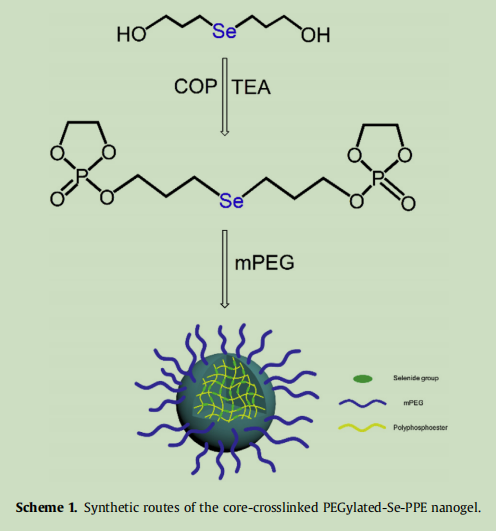 HO Se OH
COP TEA
O O O O
P P
O O Se O O
mPEG
Selenide group
mPEG
Polyphosphoester
Scheme 1. Synthetic routes of the core-crosslinked PEGylated-Se-PPE nanogel.